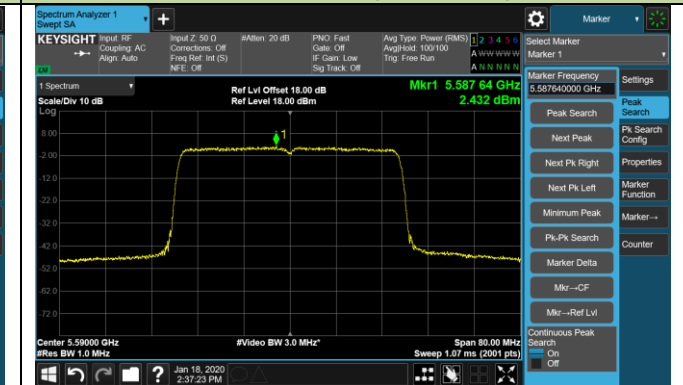 Spectrum Analyzer 1
Swept SA
Marker
KEYSIGHT
Input: RF
Coupling: AC
Align: Auto
Input Z: 50 Ω
Corrections: Off
Freq Ref: Int (S)
NFE: Off
#Atten: 20 dB
PNO: Fast
Gate: Off
IF Gain: Low
Sig Track: Off
Avg Type: Power (RMS)
Avg|Hold: 100/100
Trig: Free Run
1 2 3 4 5 6
A W W W W W
A N N N N N
Select Marker
Marker 1
1 Spectrum
Scale/Div 10 dB
Log
Ref Lvl Offset 18.00 dB
Ref Level 18.00 dBm
Mkr1 5.587 64 GHz
2.432 dBm
1
8.00
-2.00
-12.0
-22.0
-32.0
-42.0
-52.0
-62.0
-72.0
Center 5.59000 GHz
#Res BW 1.0 MHz
#Video BW 3.0 MHz*
Span 80.00 MHz
Sweep 1.07 ms (2001 pts)
Marker Frequency
5.587640000 GHz
Peak Search
Next Peak
Next Pk Right
Next Pk Left
Minimum Peak
Pk-Pk Search
Marker Delta
Mkr→CF
Mkr→Ref Lvl
Continuous Peak
Search
On
Off
Settings
Peak
Search
Pk Search
Config
Properties
Marker
Function
Marker→
Counter
Jan 18, 2020
2:37:23 PM